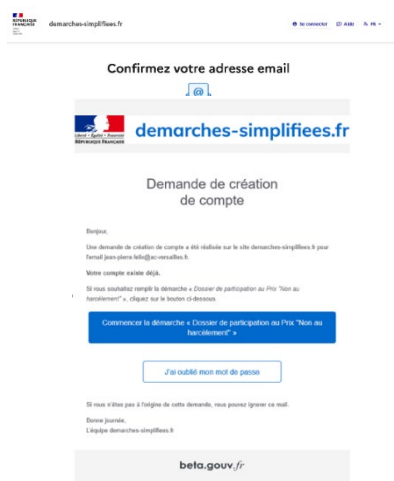 RÉPUBLIQUE
FRANÇAISE
demarches-simplifiees.fr
Se connecter
Aide
FR
Confirmez votre adresse email
@
demarches-simplifiees.fr
Liberté • Égalité • Fraternité
RÉPUBLIQUE FRANÇAISE
Demande de création
de compte
Bonjour,
Une demande de création de compte a été réalisée sur le site demarches-simplifiees.fr pour
l'email jean-pierre
Votre compte existe déjà.
Si vous souhaitez remplir la démarche « Dossier de participation au Prix "Non au
harcèlement" », cliquez sur le bouton ci-dessous.
Commencer la démarche « Dossier de participation au Prix "Non au
harcèlement" »
J'ai oublié mon mot de passe
Si vous n'êtes pas à l'origine de cette demande, vous pouvez ignorer ce mail.
Bonne journée,
L'équipe demarches-simplifiees.fr
beta.gouv.fr